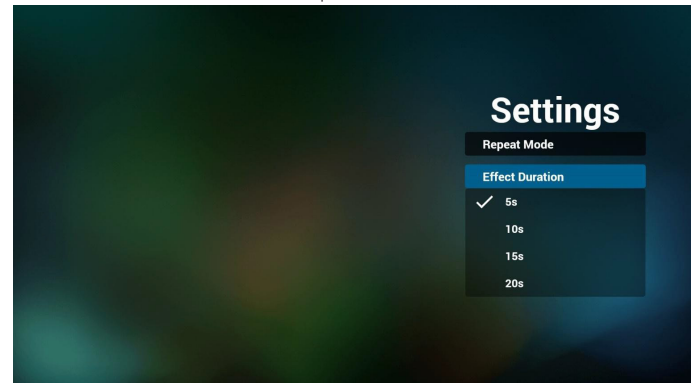 Settings
Repeat Mode
Effect Duration
5s
10s
15s
20s